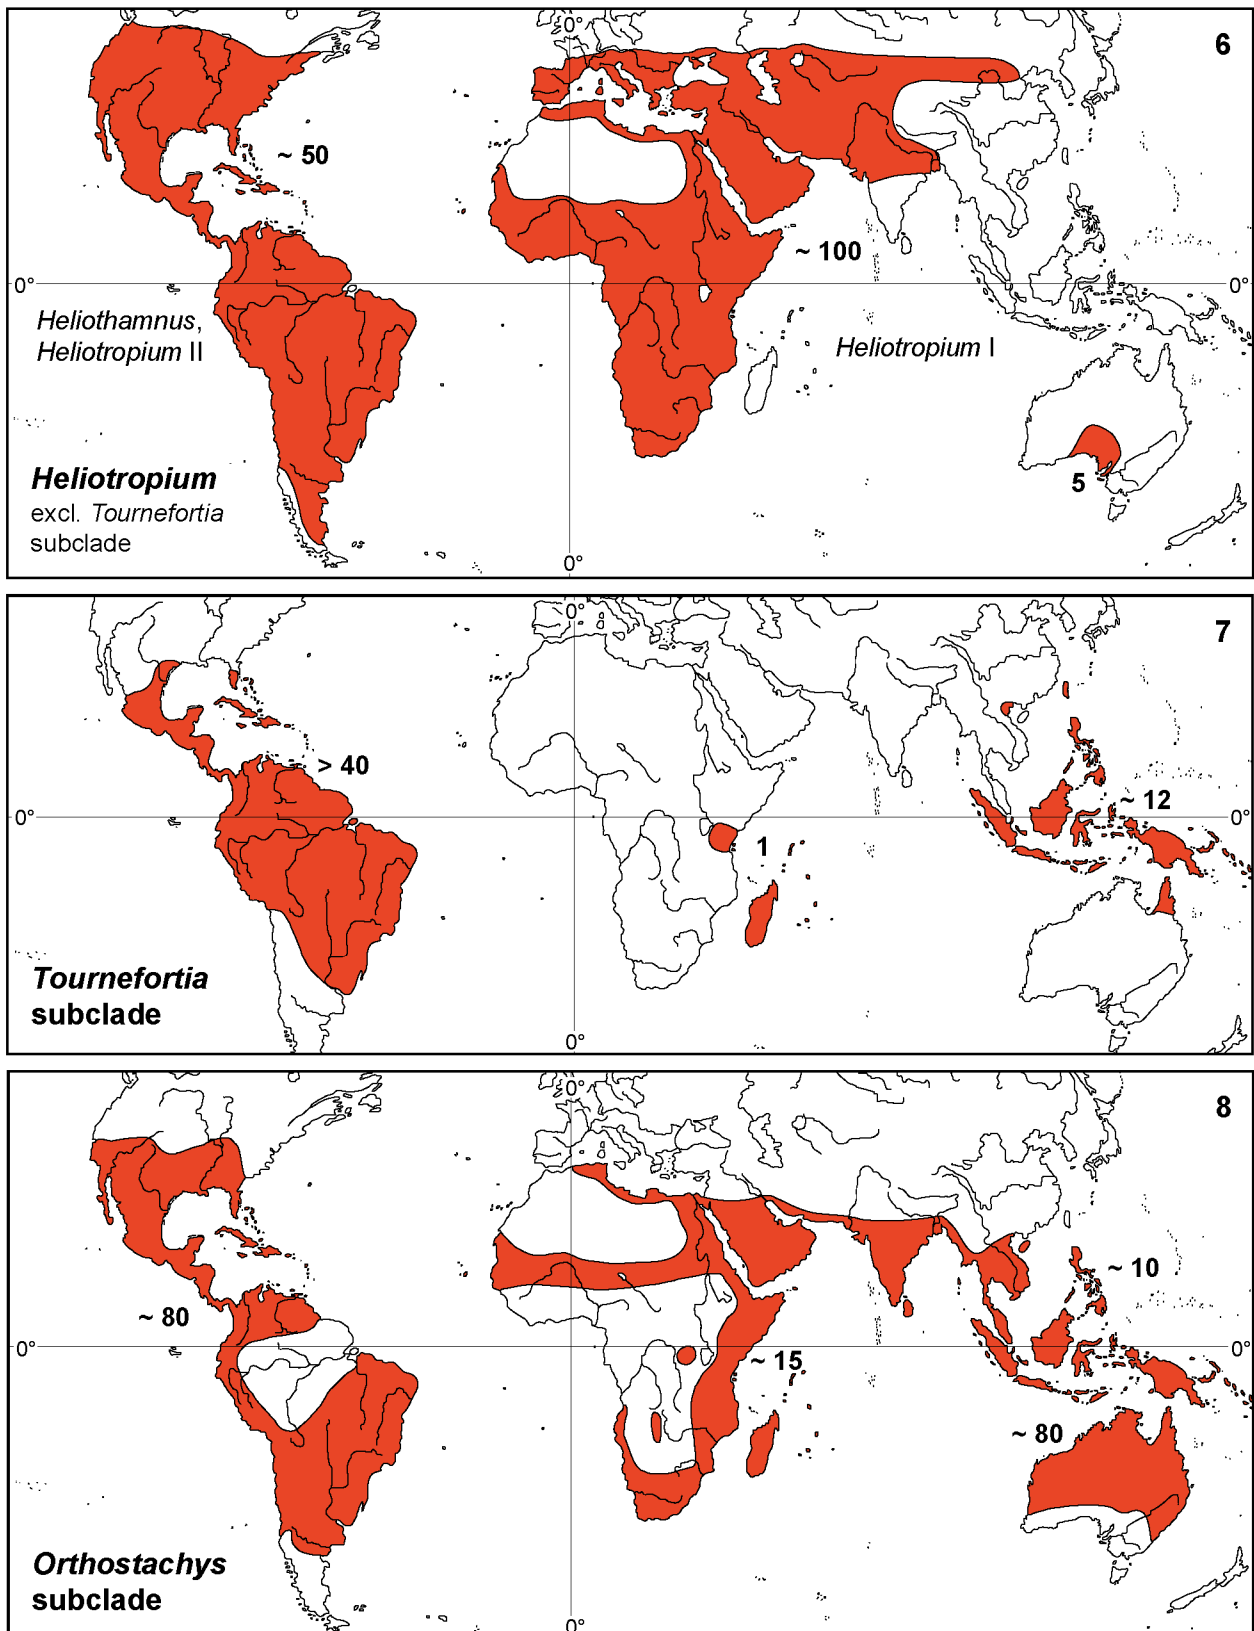 0°
6
~ 50
~ 100
0°
0°
Heliothamnus,
Heliotropium II
Heliotropium I
Heliotropium
excl. Tournefortia
subclade
5
0°
0°
7
> 40
~ 12
0°
1
Tournefortia
subclade
0°
0°
8
~ 10
~ 80
0°
0°
~ 15
~ 80
Orthostachys
subclade
0°